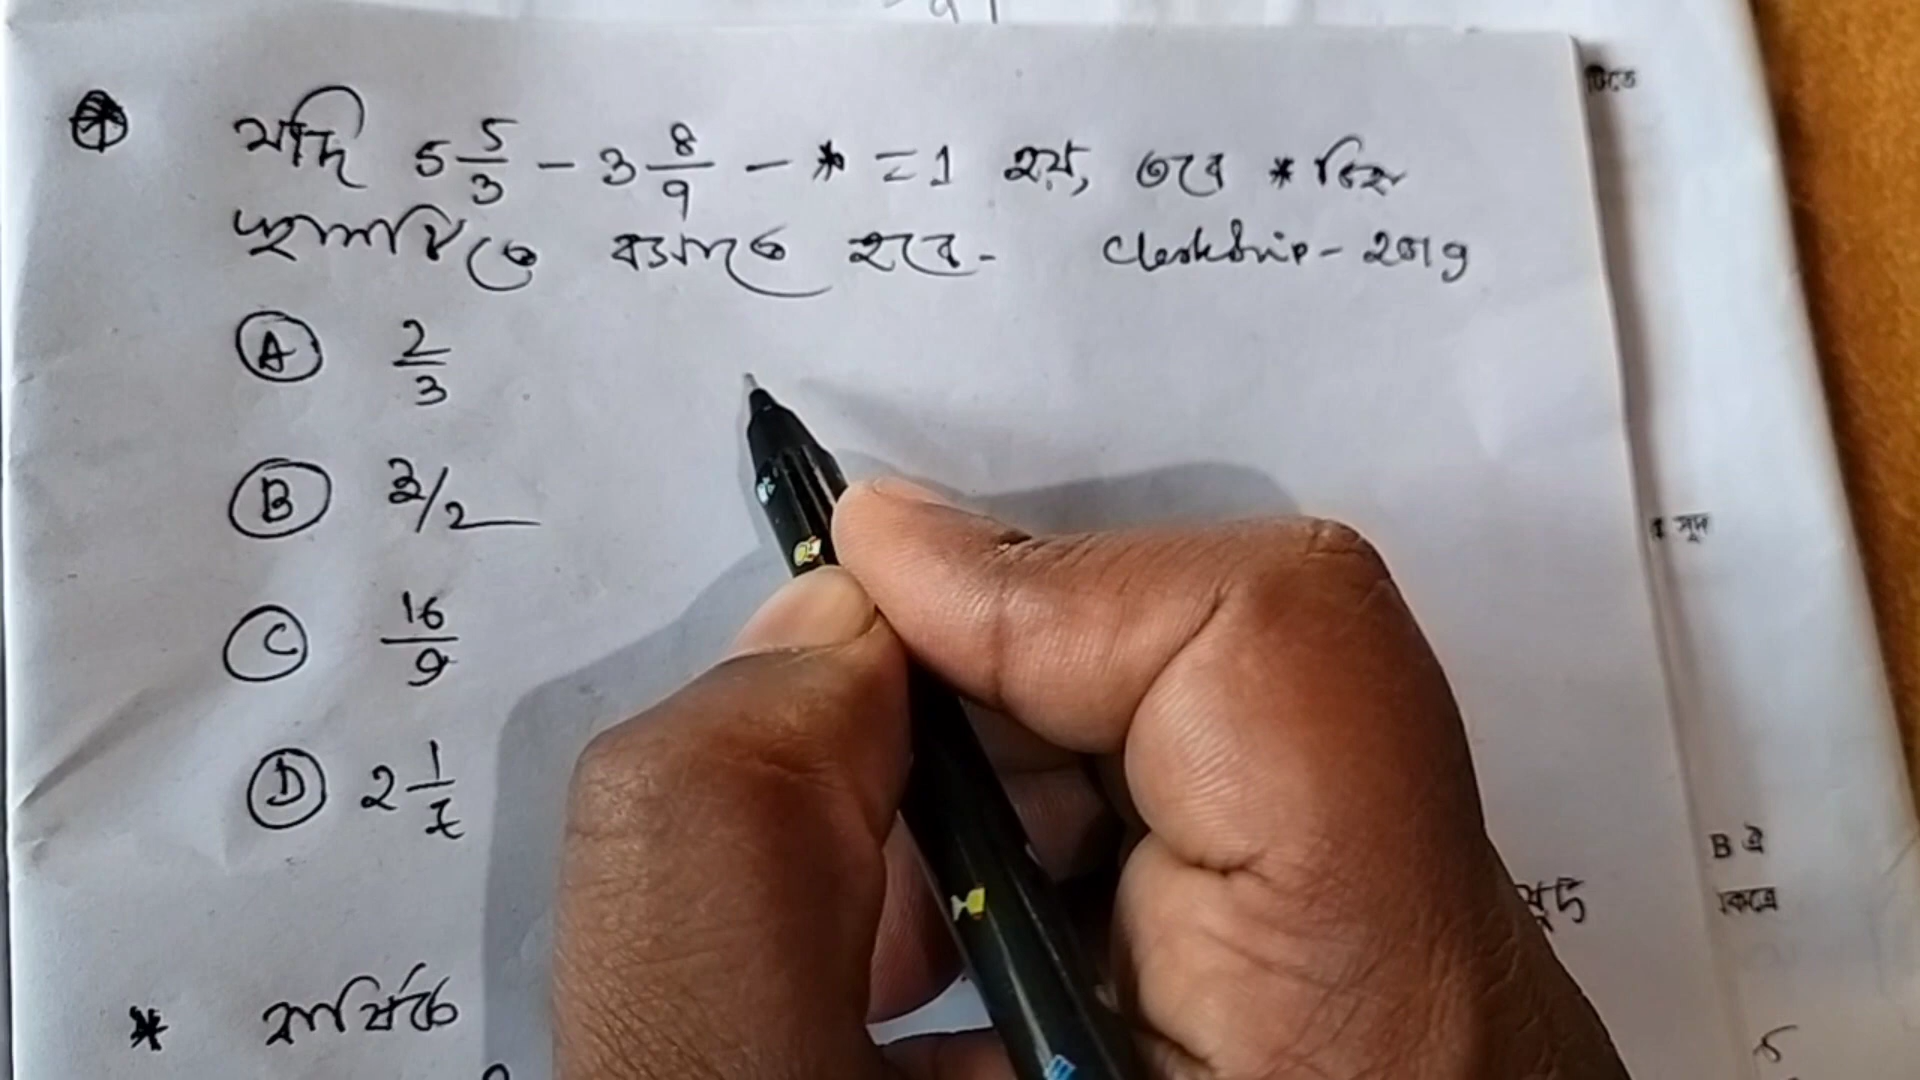 যদি 5 5/3 - 3 8/9 - * = 1 হয়, তবে * চিহ্ন
স্থানটিতে বসাতে হবে- Clerkship - 2019
(A) 2/3
(B) 3/2
(C) 16/9
(D) 2 1/7
*
B ঐ